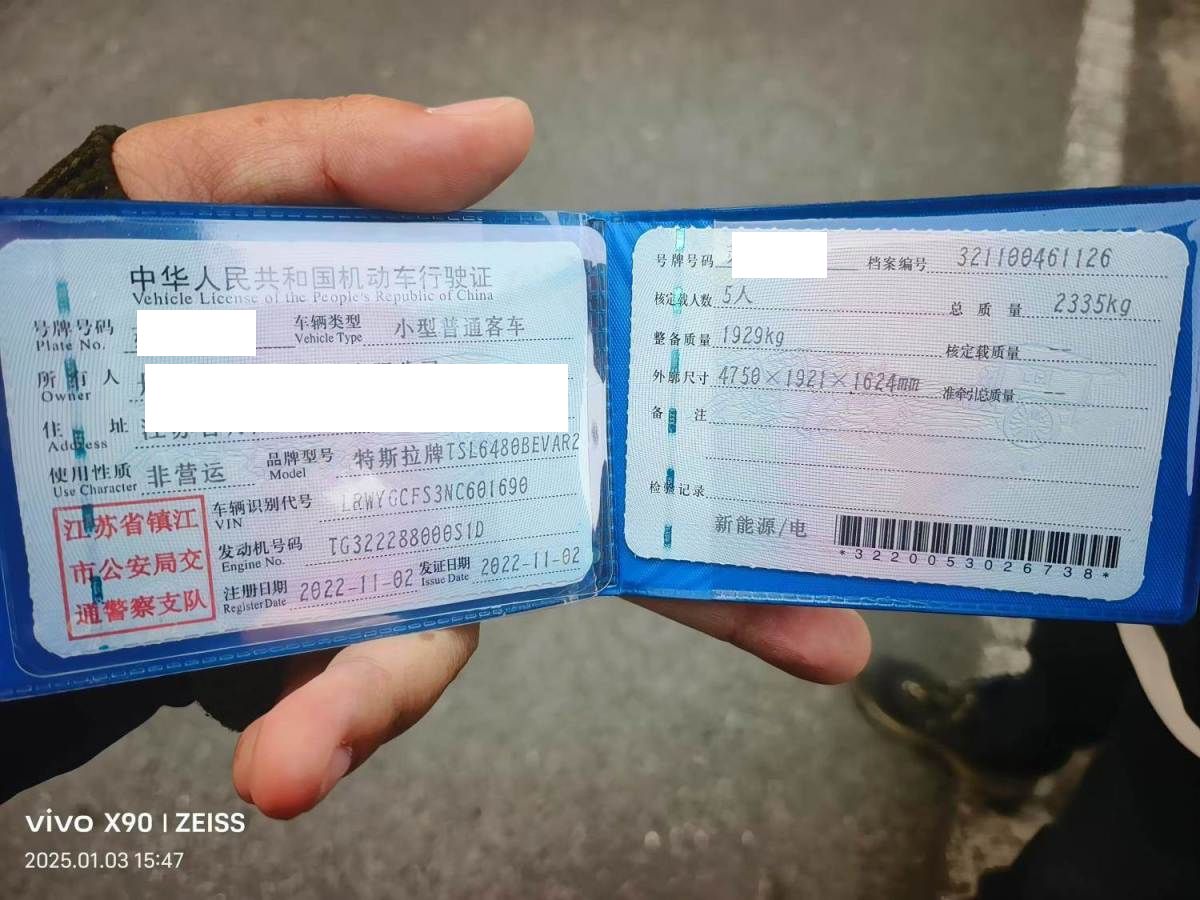 中华人民共和国机动车行驶证
Vehicle License of the People's Republic of China
号牌号码
Plate No.
车辆类型 小型普通客车
Vehicle Type
所有人
Owner
住址
Address
使用性质 非营运
Use Character
品牌型号 特斯拉牌TSL6480BEVAR2
Model
江苏省镇江
市公安局交
通警察支队
车辆识别代号 LRWYGCFS3NC601690
VIN
发动机号码 TG322288000S1D
Engine No.
注册日期 2022-11-02
Register Date
发证日期 2022-11-02
Issue Date
号牌号码
档案编号 321100461126
核定载人数 5人
总质量 2335kg
整备质量 1929kg
核定载质量 --
外廓尺寸 4750×1921×1624mm
准牵引总质量 --
备注
检验记录
新能源/电
*3220053026738*
vivo X90 | ZEISS
2025.01.03 15:47